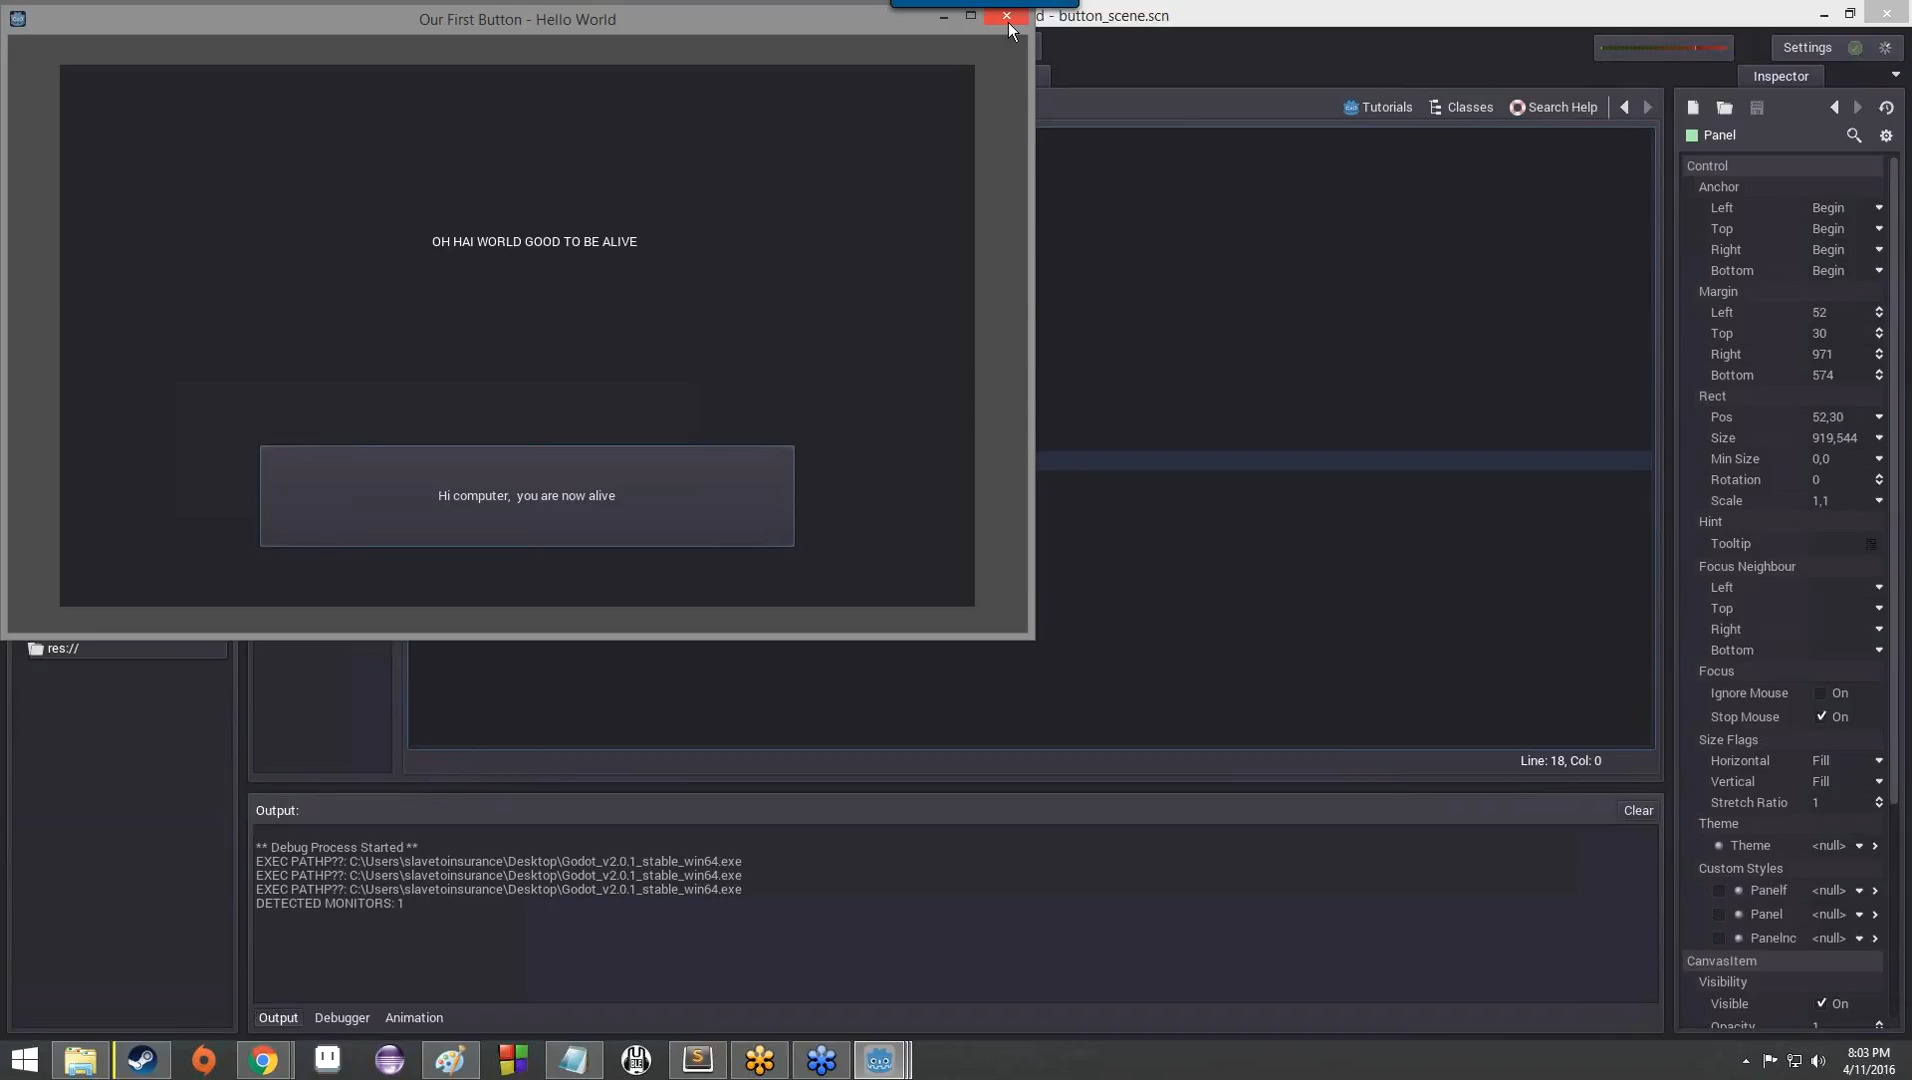 Our First Button - Hello World
d - button_scene.scn
Settings
Inspector
Tutorials
Classes
Search Help
Panel
OH HAI WORLD GOOD TO BE ALIVE
Hi computer,  you are now alive
Control
Anchor
Left Begin
Top Begin
Right Begin
Bottom Begin
Margin
Left 52
Top 30
Right 971
Bottom 574
Rect
Pos 52,30
Size 919,544
Min Size 0,0
Rotation 0
Scale 1,1
Hint
Tooltip
Focus Neighbour
Left
Top
Right
Bottom
Focus
Ignore Mouse On
Stop Mouse On
Size Flags
Horizontal Fill
Vertical Fill
Stretch Ratio 1
Theme
Theme <null>
Custom Styles
Panelf <null>
Panel <null>
Panelnc <null>
CanvasItem
Visibility
Visible On
Opacity 1
res://
Line: 18, Col: 0
Output:
Clear
** Debug Process Started **
EXEC PATHP??: C:\Users\slavetoinsurance\Desktop\Godot_v2.0.1_stable_win64.exe
EXEC PATHP??: C:\Users\slavetoinsurance\Desktop\Godot_v2.0.1_stable_win64.exe
EXEC PATHP??: C:\Users\slavetoinsurance\Desktop\Godot_v2.0.1_stable_win64.exe
DETECTED MONITORS: 1
Output
Debugger
Animation
8:03 PM
4/11/2016